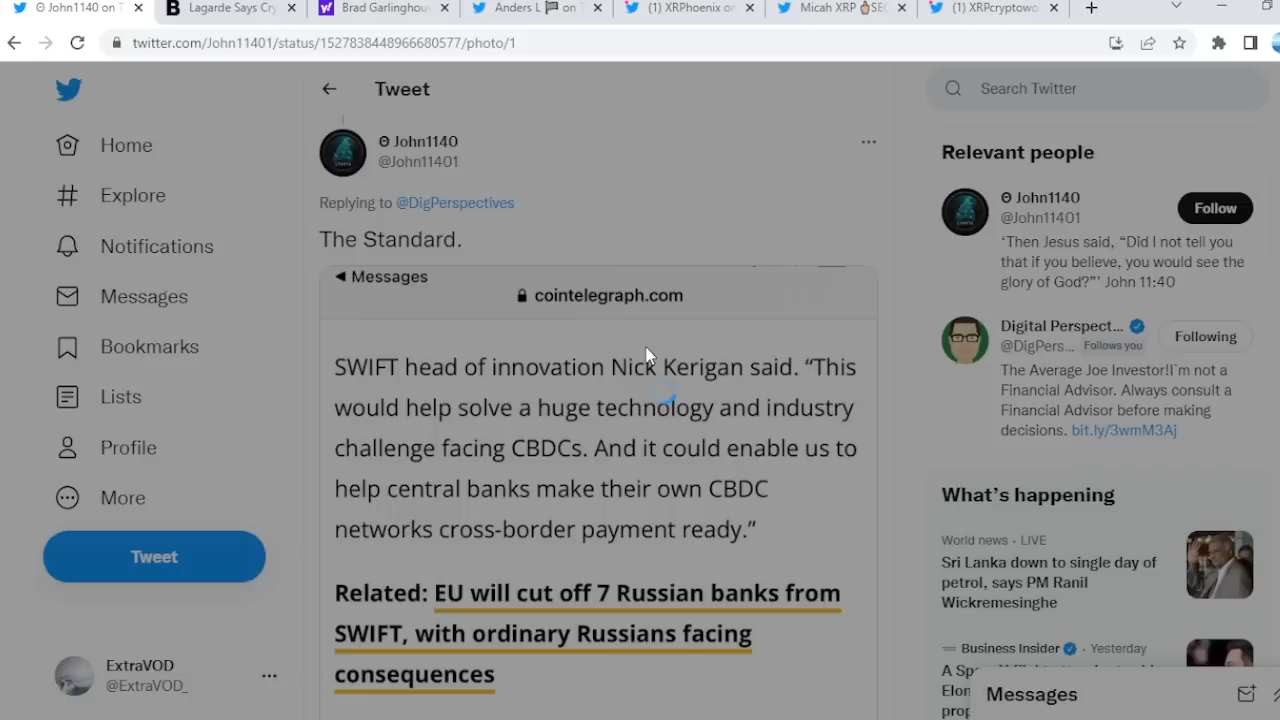 John1140 on T
Lagarde Says Cry
Brad Garlinghous
Anders L on T
(1) XRPhoenix on
Micah XRP SEC
(1) XRPcryptowo
twitter.com/John11401/status/1527838448966680577/photo/1
Tweet
Search Twitter
Home
Explore
Notifications
Messages
Bookmarks
Lists
Profile
More
Tweet
ExtraVOD
@ExtraVOD_
John1140
@John11401
Replying to @DigPerspectives
The Standard.
Messages
cointelegraph.com
SWIFT head of innovation Nick Kerigan said. “This
would help solve a huge technology and industry
challenge facing CBDCs. And it could enable us to
help central banks make their own CBDC
networks cross-border payment ready.”
Related: EU will cut off 7 Russian banks from
SWIFT, with ordinary Russians facing
consequences
Relevant people
John1140
@John11401
Follow
‘Then Jesus said, “Did I not tell you
that if you believe, you would see the
glory of God?”’ John 11:40
Digital Perspect...
@DigPers... Follows you
Following
The Average Joe Investor!I`m not a
Financial Advisor. Always consult a
Financial Advisor before making
decisions. bit.ly/3wmM3Aj
What’s happening
World news · LIVE
Sri Lanka down to single day of
petrol, says PM Ranil
Wickremesinghe
Business Insider · Yesterday
Elon
Messages